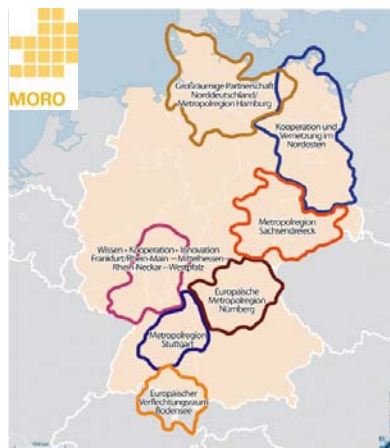 MORO
Großräumige Partnerschaft
Norddeutschland/
Metropolregion Hamburg
Kooperation und
Vernetzung im
Nordosten
Metropolregion
Sachsendreieck
Wissen • Kooperation • Innovation
Frankfurt/Rhein-Main — Mittelhessen —
Rhein-Neckar — Westpfalz
Europäische
Metropolregion
Nürnberg
Metropolregion
Stuttgart
Europäischer
Verflechtungsraum
Bodensee